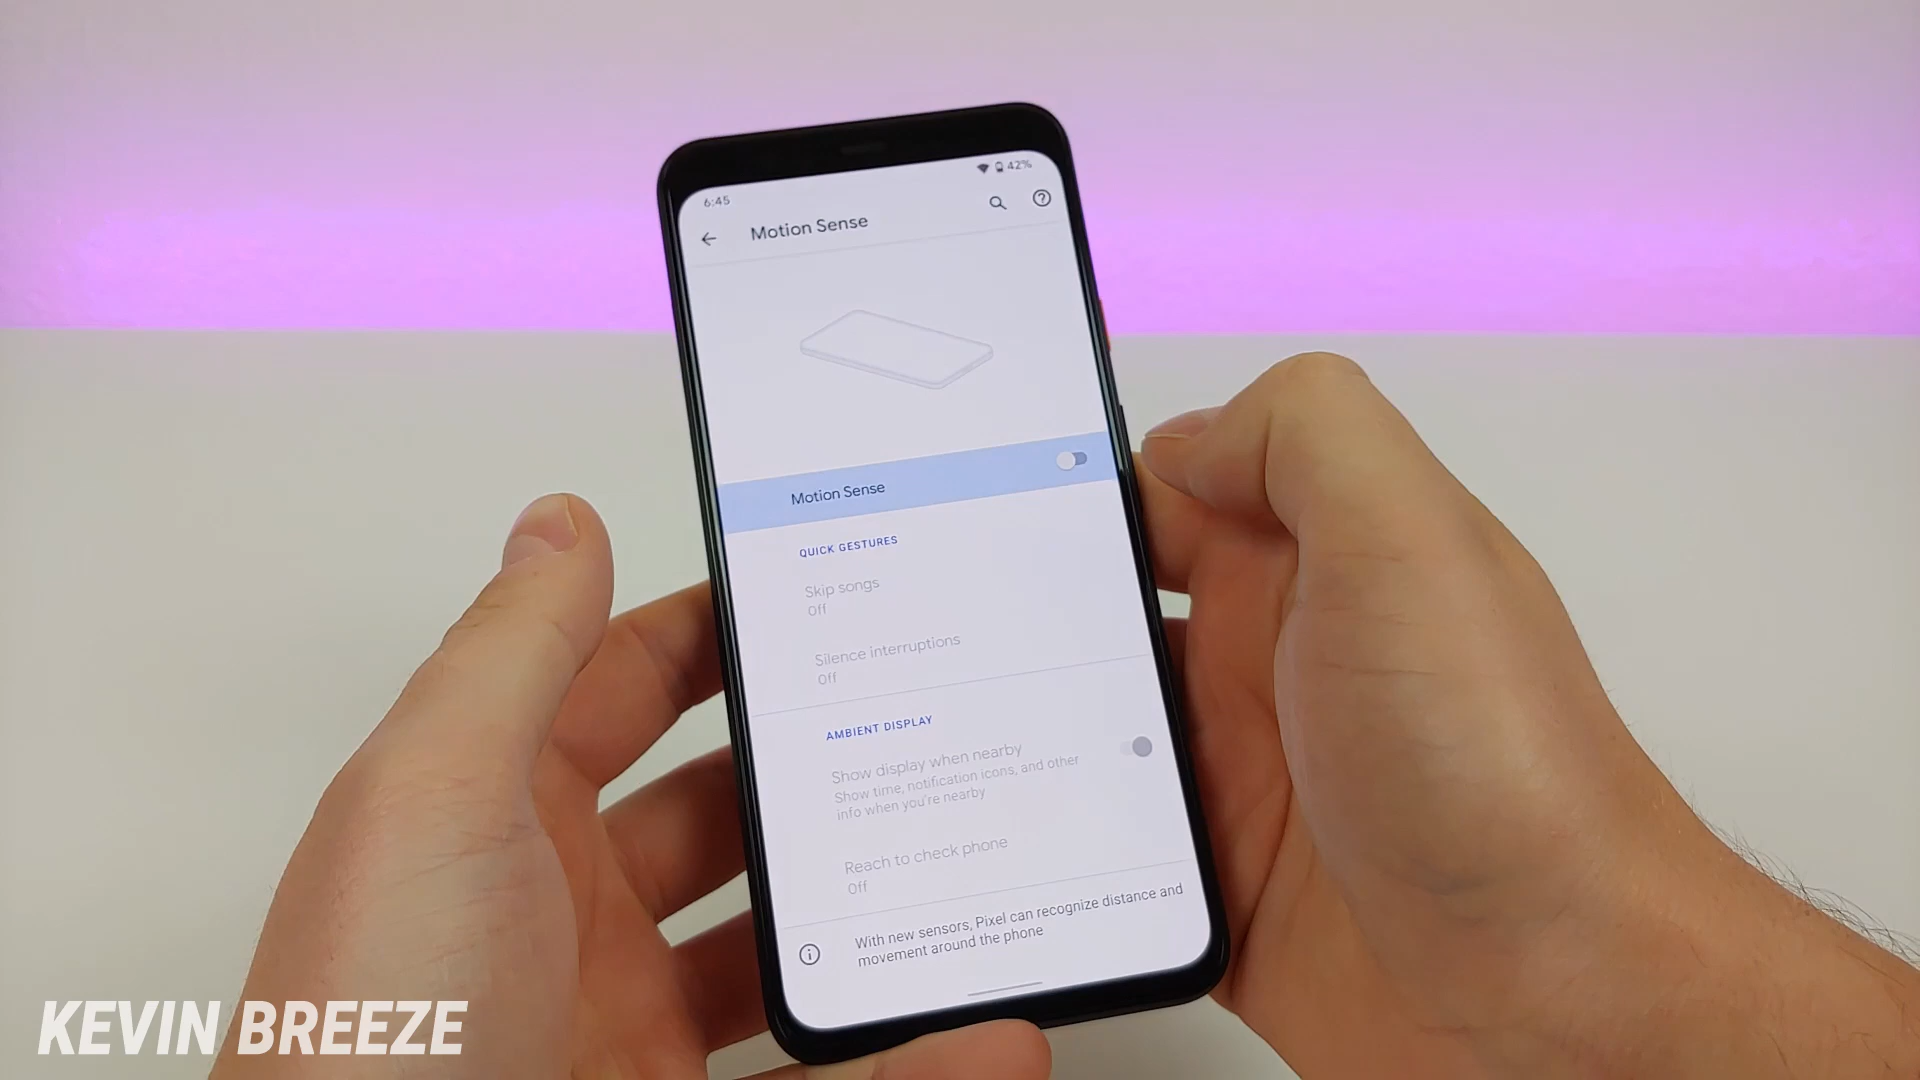 6:45
42%
Motion Sense
Motion Sense
QUICK GESTURES
Skip songs
Off
Silence interruptions
Off
AMBIENT DISPLAY
Show display when nearby
Show time, notification icons, and other
info when you're nearby
Reach to check phone
Off
With new sensors, Pixel can recognize distance and
movement around the phone
KEVIN BREEZE